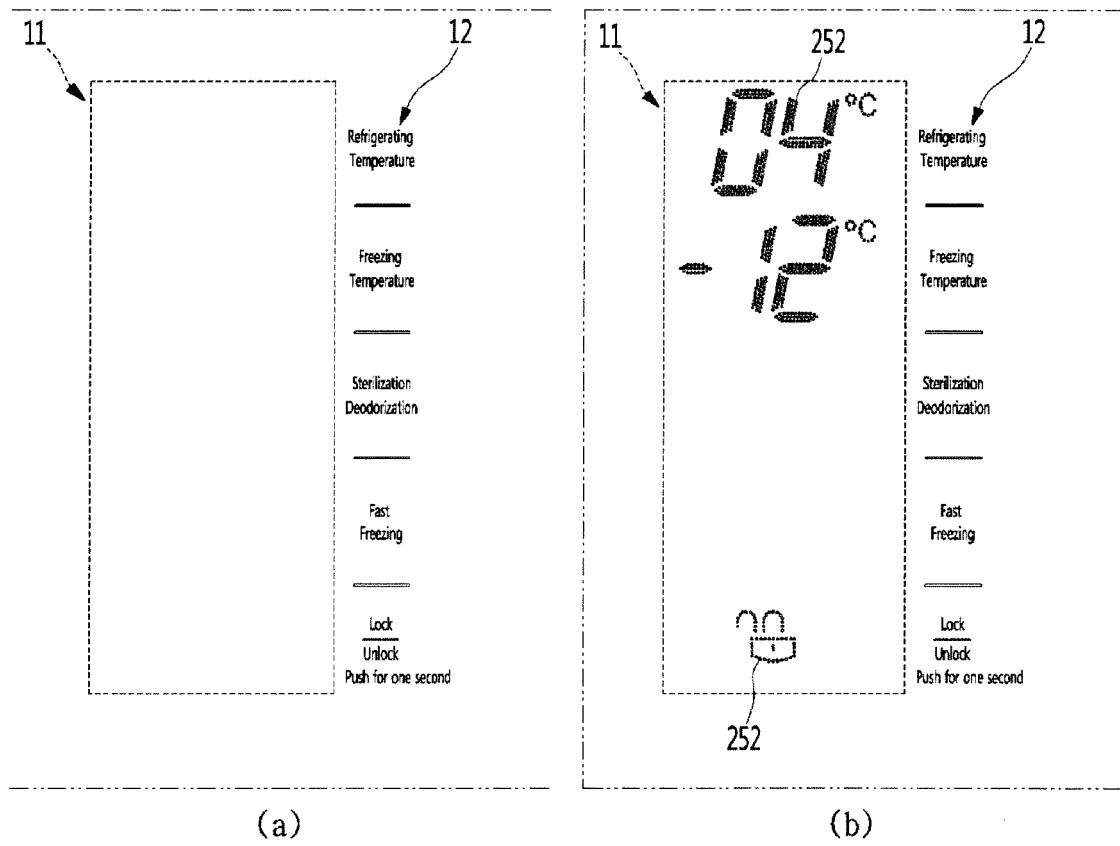 11
12
Refrigerating
Temperature
Freezing
Temperature
Sterilization
Deodorization
Fast
Freezing
Lock
Unlock
Push for one second
(a)
11
252
12
04 °C
-12 °C
Refrigerating
Temperature
Freezing
Temperature
Sterilization
Deodorization
Fast
Freezing
Lock
Unlock
Push for one second
252
(b)